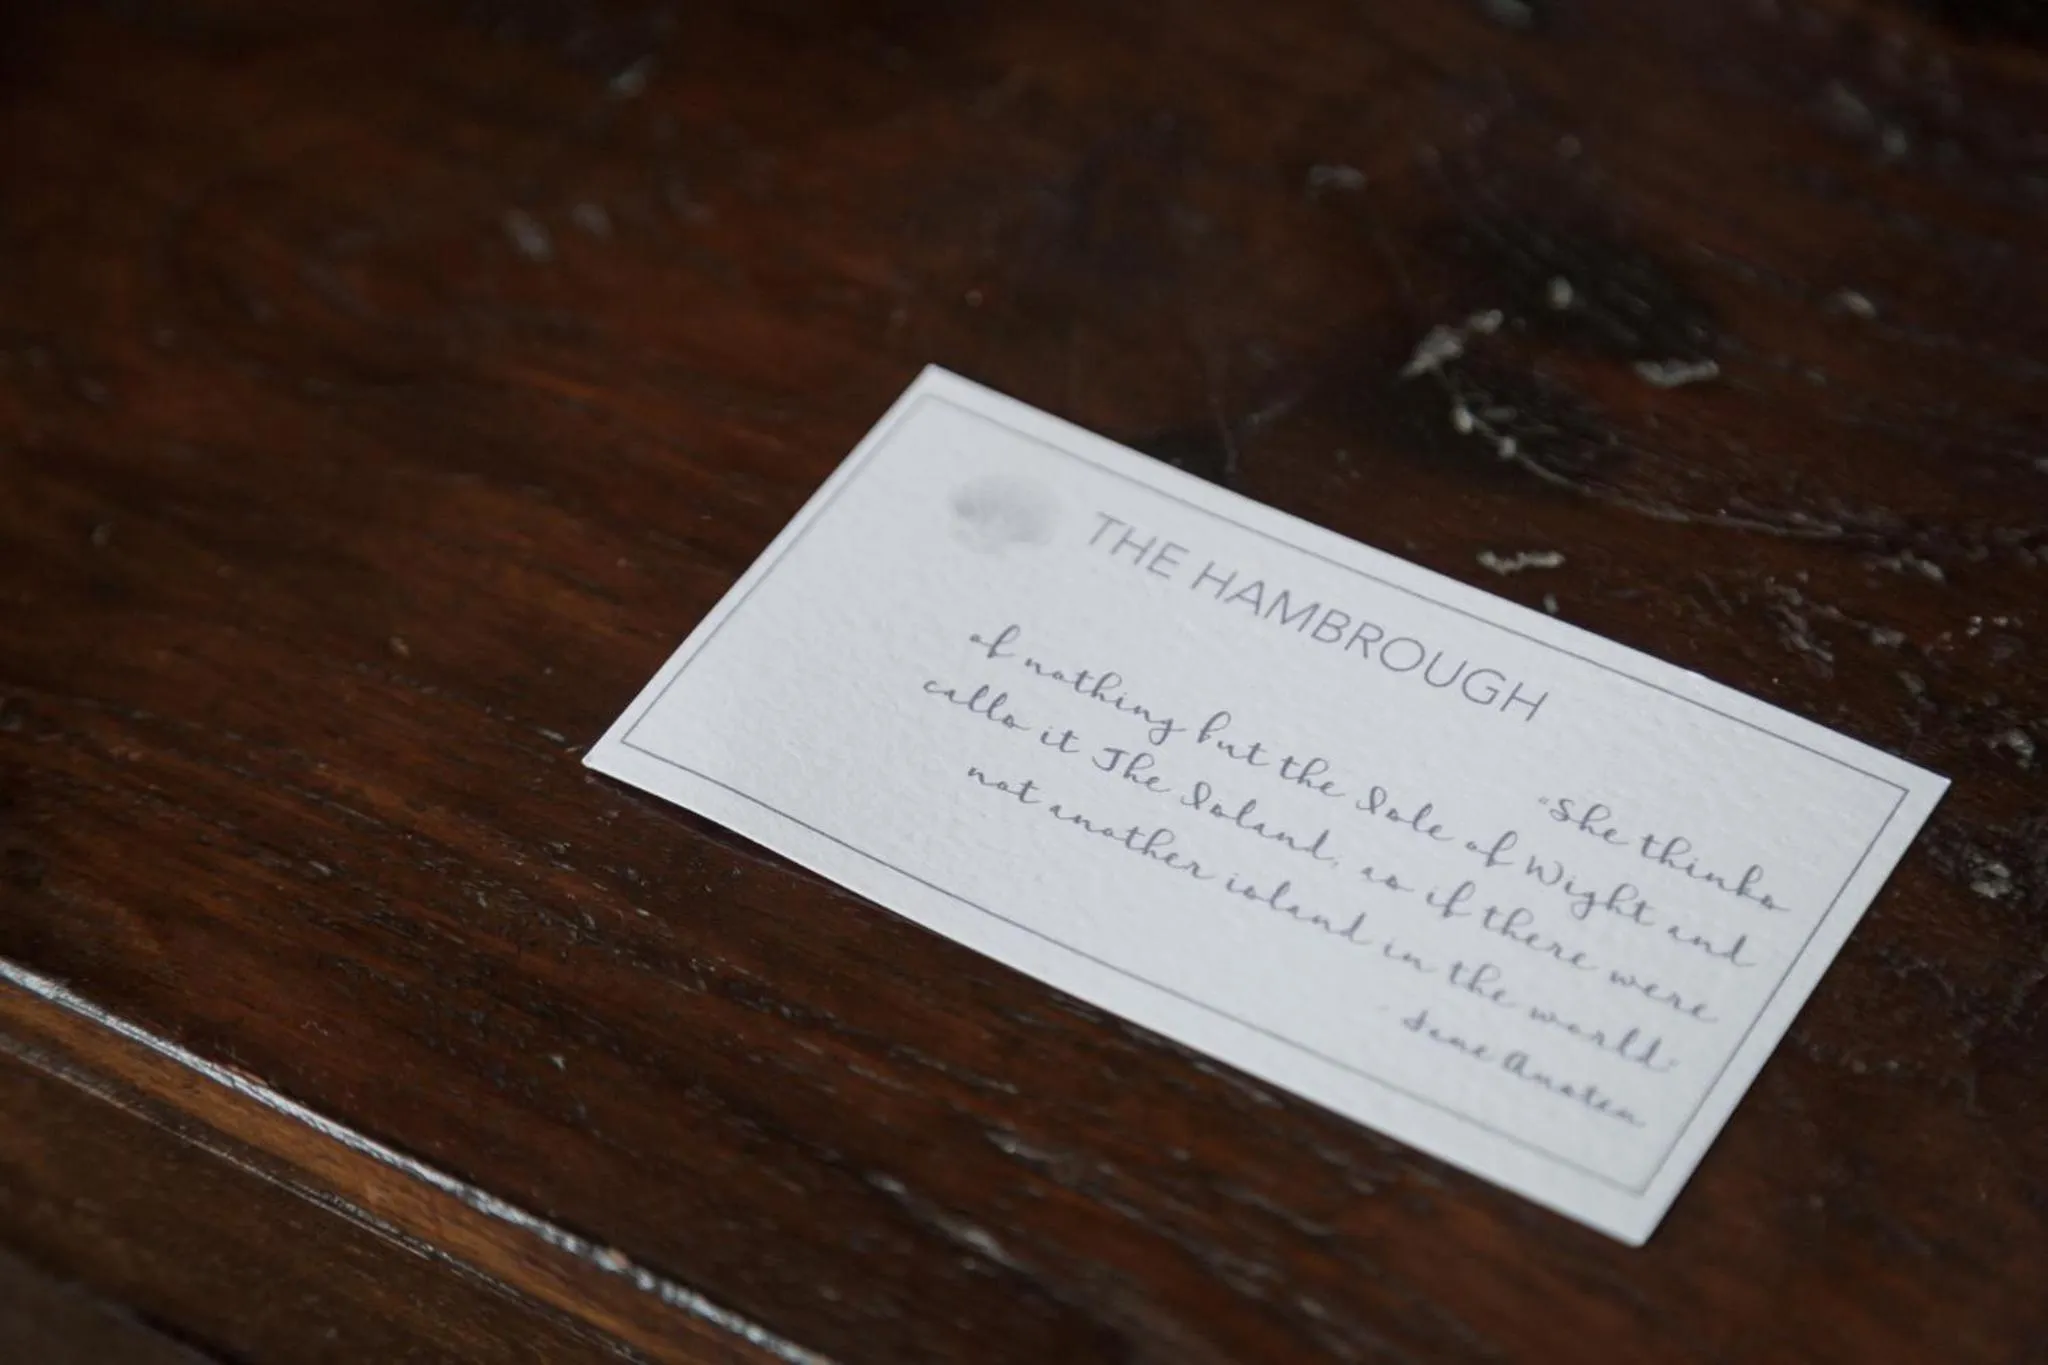 THE HAMBROUGH
"She thinks
of nothing but the Isle of Wight and
calls it The Island, as if there were
not another island in the world."
- Jane Austen